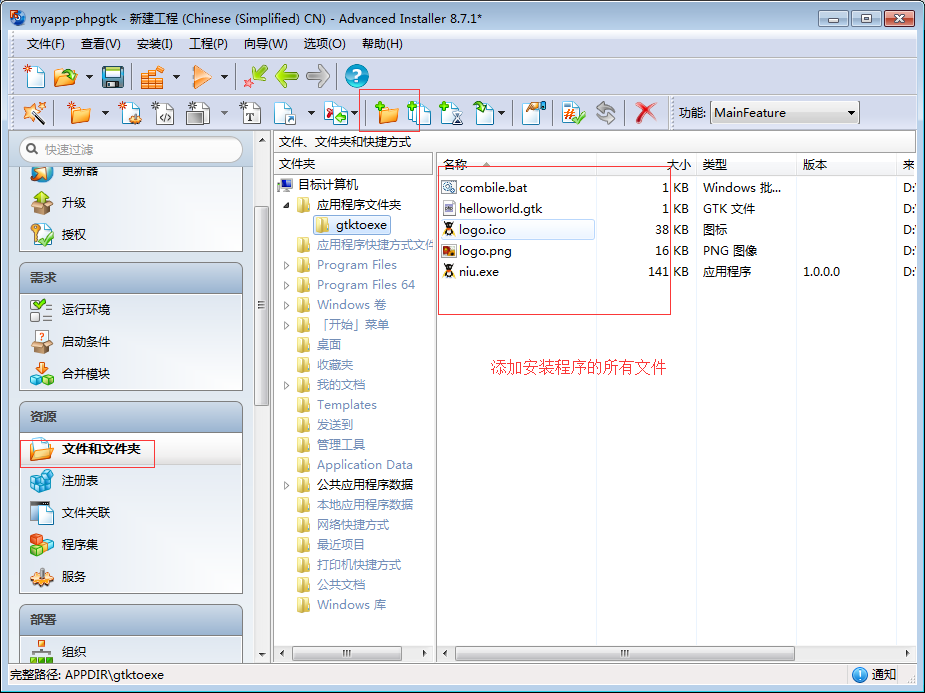 myapp-phpgtk - 新建工程 (Chinese (Simplified) CN) - Advanced Installer 8.7.1*
文件(F) 查看(V) 安装(I) 工程(P) 向导(W) 选项(O) 帮助(H)
功能: MainFeature
快速过滤
更新器
升级
授权
需求
运行环境
启动条件
合并模块
资源
文件和文件夹
注册表
文件关联
程序集
服务
部署
组织
文件、文件夹和快捷方式
文件夹
目标计算机
应用程序文件夹
gtktoexe
应用程序快捷方式文件
Program Files
Program Files 64
Windows 卷
「开始」菜单
桌面
收藏夹
我的文档
Templates
发送到
管理工具
Application Data
公共应用程序数据
本地应用程序数据
网络快捷方式
最近项目
打印机快捷方式
公共文档
Windows 库
名称 大小 类型 版本 来
combile.bat 1 KB Windows 批... D:\
helloworld.gtk 1 KB GTK 文件 D:\
logo.ico 38 KB 图标 D:\
logo.png 16 KB PNG 图像 D:\
niu.exe 141 KB 应用程序 1.0.0.0 D:\
添加安装程序的所有文件
完整路径: APPDIR\gtktoexe
通知